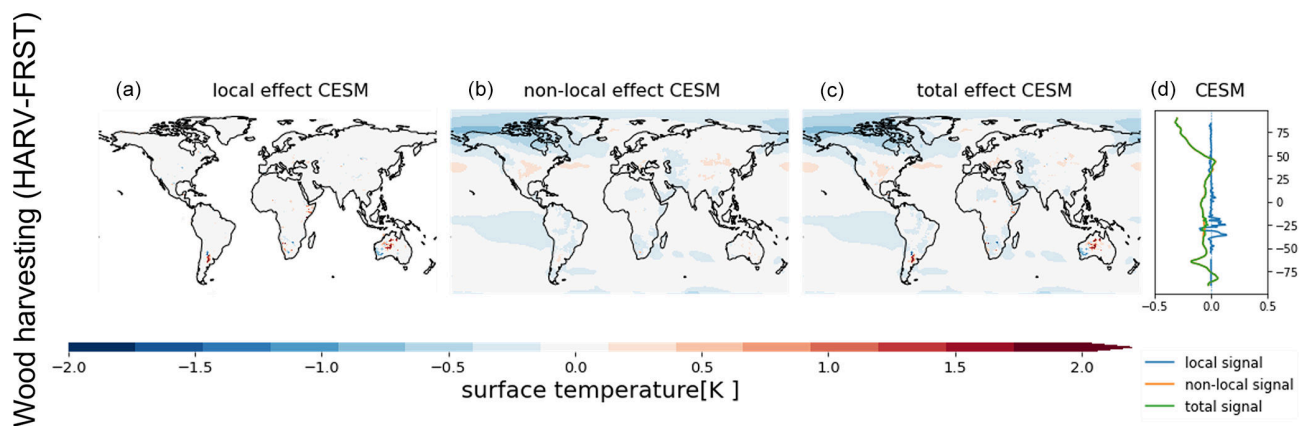 Wood harvesting (HARV-FRST)
(a) local effect CESM
(b) non-local effect CESM
(c) total effect CESM
(d) CESM
75
50
25
0
−25
−50
−75
−0.5 0.0 0.5
−2.0 −1.5 −1.0 −0.5 0.0 0.5 1.0 1.5 2.0
surface temperature[K ]
local signal
non-local signal
total signal